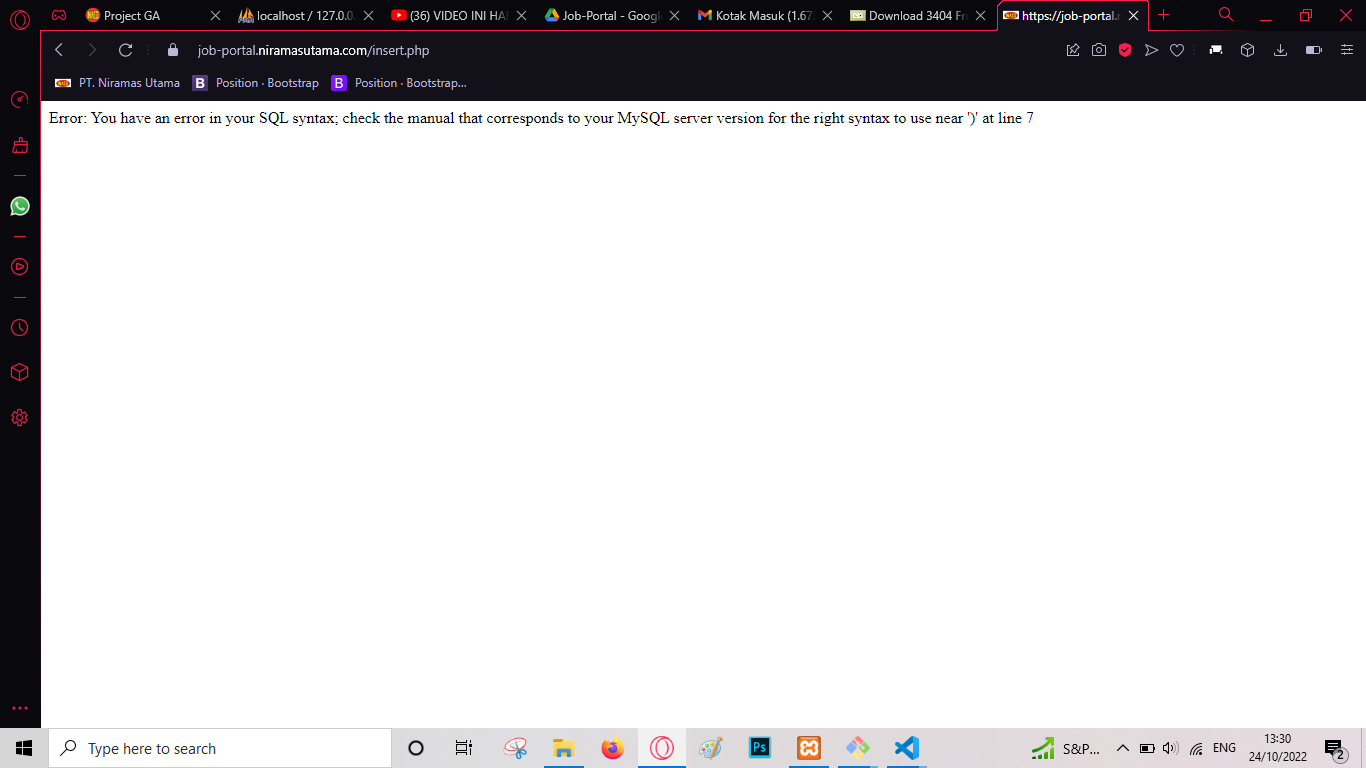 Project GA
localhost / 127.0.0.
(36) VIDEO INI HA
Job-Portal - Googl
Kotak Masuk (1.67
Download 3404 Fr
https://job-portal.
job-portal.niramasutama.com/insert.php
PT. Niramas Utama
B Position · Bootstrap
B Position · Bootstrap...
Error: You have an error in your SQL syntax; check the manual that corresponds to your MySQL server version for the right syntax to use near ')' at line 7
Type here to search
Ps
S&P...
ENG
13:30
24/10/2022
2